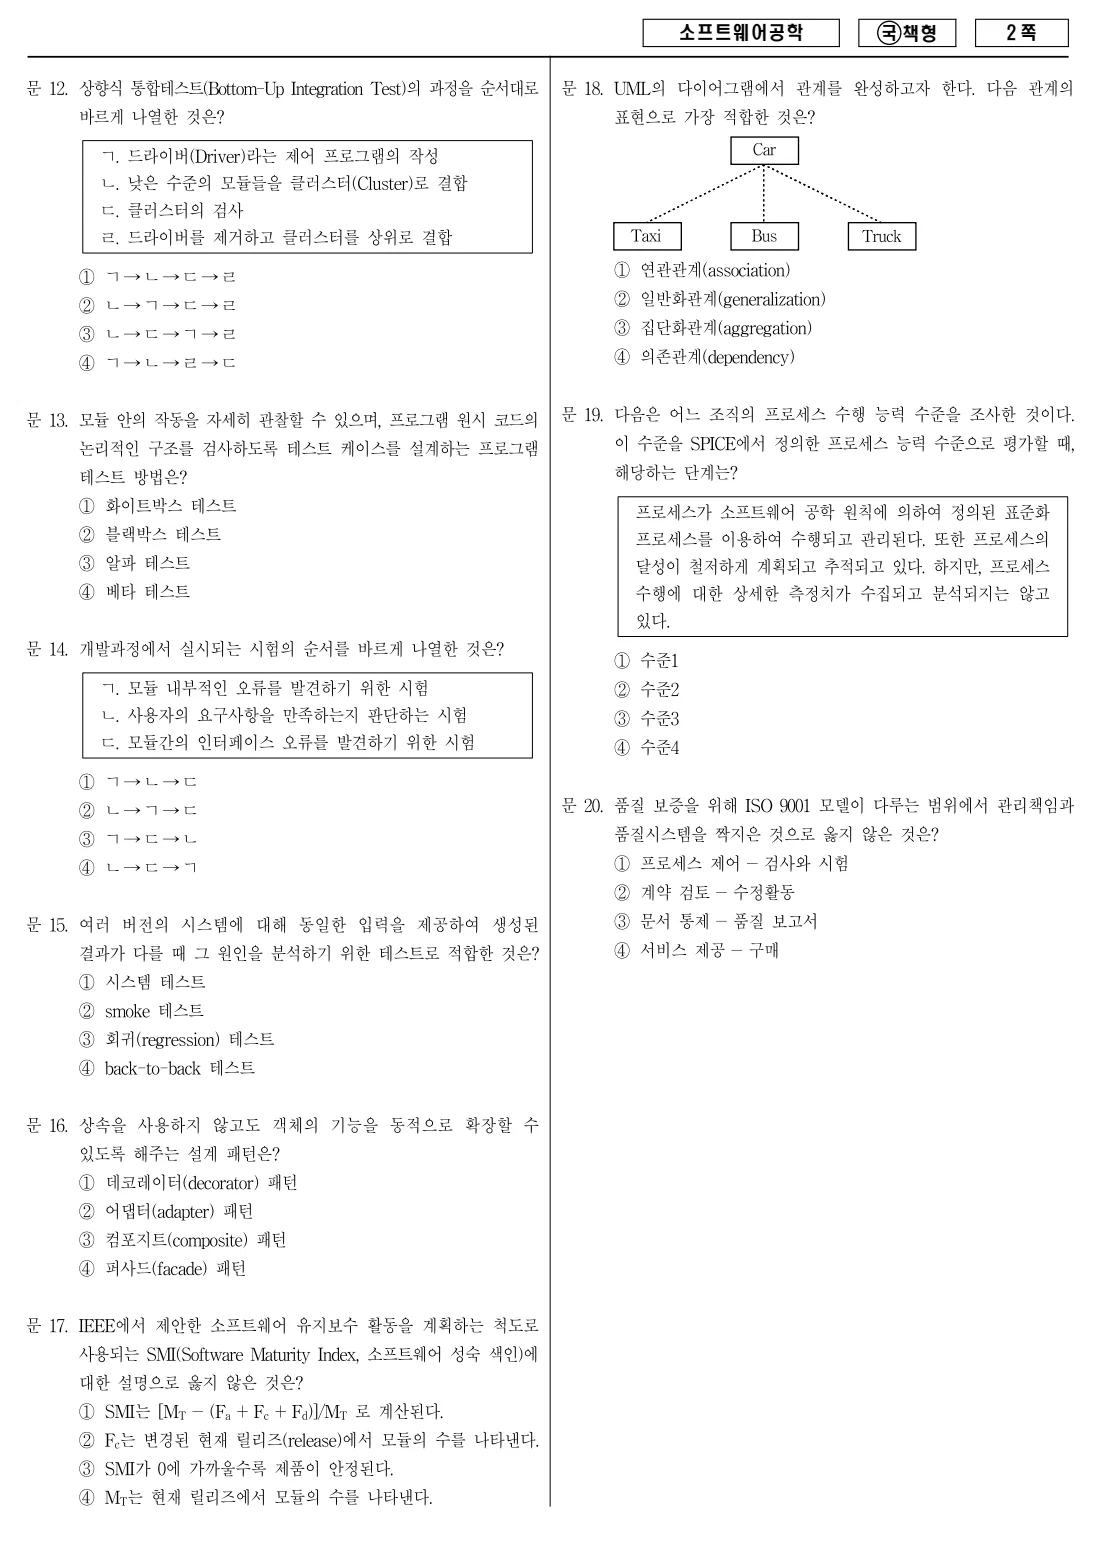 소프트웨어공학
국책형
2쪽
문 12. 상향식 통합테스트(Bottom-Up Integration Test)의 과정을 순서대로
바르게 나열한 것은?
ㄱ. 드라이버(Driver)라는 제어 프로그램의 작성
ㄴ. 낮은 수준의 모듈들을 클러스터(Cluster)로 결합
ㄷ. 클러스터의 검사
ㄹ. 드라이버를 제거하고 클러스터를 상위로 결합
① ㄱ→ㄴ→ㄷ→ㄹ
② ㄴ→ㄱ→ㄷ→ㄹ
③ ㄴ→ㄷ→ㄱ→ㄹ
④ ㄱ→ㄴ→ㄹ→ㄷ
문 13. 모듈 안의 작동을 자세히 관찰할 수 있으며, 프로그램 원시 코드의
논리적인 구조를 검사하도록 테스트 케이스를 설계하는 프로그램
테스트 방법은?
① 화이트박스 테스트
② 블랙박스 테스트
③ 알파 테스트
④ 베타 테스트
문 14. 개발과정에서 실시되는 시험의 순서를 바르게 나열한 것은?
ㄱ. 모듈 내부적인 오류를 발견하기 위한 시험
ㄴ. 사용자의 요구사항을 만족하는지 판단하는 시험
ㄷ. 모듈간의 인터페이스 오류를 발견하기 위한 시험
① ㄱ→ㄴ→ㄷ
② ㄴ→ㄱ→ㄷ
③ ㄱ→ㄷ→ㄴ
④ ㄴ→ㄷ→ㄱ
문 15. 여러 버전의 시스템에 대해 동일한 입력을 제공하여 생성된
결과가 다를 때 그 원인을 분석하기 위한 테스트로 적합한 것은?
① 시스템 테스트
② smoke 테스트
③ 회귀(regression) 테스트
④ back-to-back 테스트
문 16. 상속을 사용하지 않고도 객체의 기능을 동적으로 확장할 수
있도록 해주는 설계 패턴은?
① 데코레이터(decorator) 패턴
② 어댑터(adapter) 패턴
③ 컴포지트(composite) 패턴
④ 퍼사드(facade) 패턴
문 17. IEEE에서 제안한 소프트웨어 유지보수 활동을 계획하는 척도로
사용되는 SMI(Software Maturity Index, 소프트웨어 성숙 색인)에
대한 설명으로 옳지 않은 것은?
① SMI는 [M_T - (F_a + F_c + F_d)]/M_T 로 계산된다.
② F_c는 변경된 현재 릴리즈(release)에서 모듈의 수를 나타낸다.
③ SMI가 0에 가까울수록 제품이 안정된다.
④ M_T는 현재 릴리즈에서 모듈의 수를 나타낸다.
문 18. UML의 다이어그램에서 관계를 완성하고자 한다. 다음 관계의
표현으로 가장 적합한 것은?
Car
Taxi Bus Truck
① 연관관계(association)
② 일반화관계(generalization)
③ 집단화관계(aggregation)
④ 의존관계(dependency)
문 19. 다음은 어느 조직의 프로세스 수행 능력 수준을 조사한 것이다.
이 수준을 SPICE에서 정의한 프로세스 능력 수준으로 평가할 때,
해당하는 단계는?
프로세스가 소프트웨어 공학 원칙에 의하여 정의된 표준화
프로세스를 이용하여 수행되고 관리된다. 또한 프로세스의
달성이 철저하게 계획되고 추적되고 있다. 하지만, 프로세스
수행에 대한 상세한 측정치가 수집되고 분석되지는 않고
있다.
① 수준1
② 수준2
③ 수준3
④ 수준4
문 20. 품질 보증을 위해 ISO 9001 모델이 다루는 범위에서 관리책임과
품질시스템을 짝지은 것으로 옳지 않은 것은?
① 프로세스 제어 - 검사와 시험
② 계약 검토 - 수정활동
③ 문서 통제 - 품질 보고서
④ 서비스 제공 - 구매